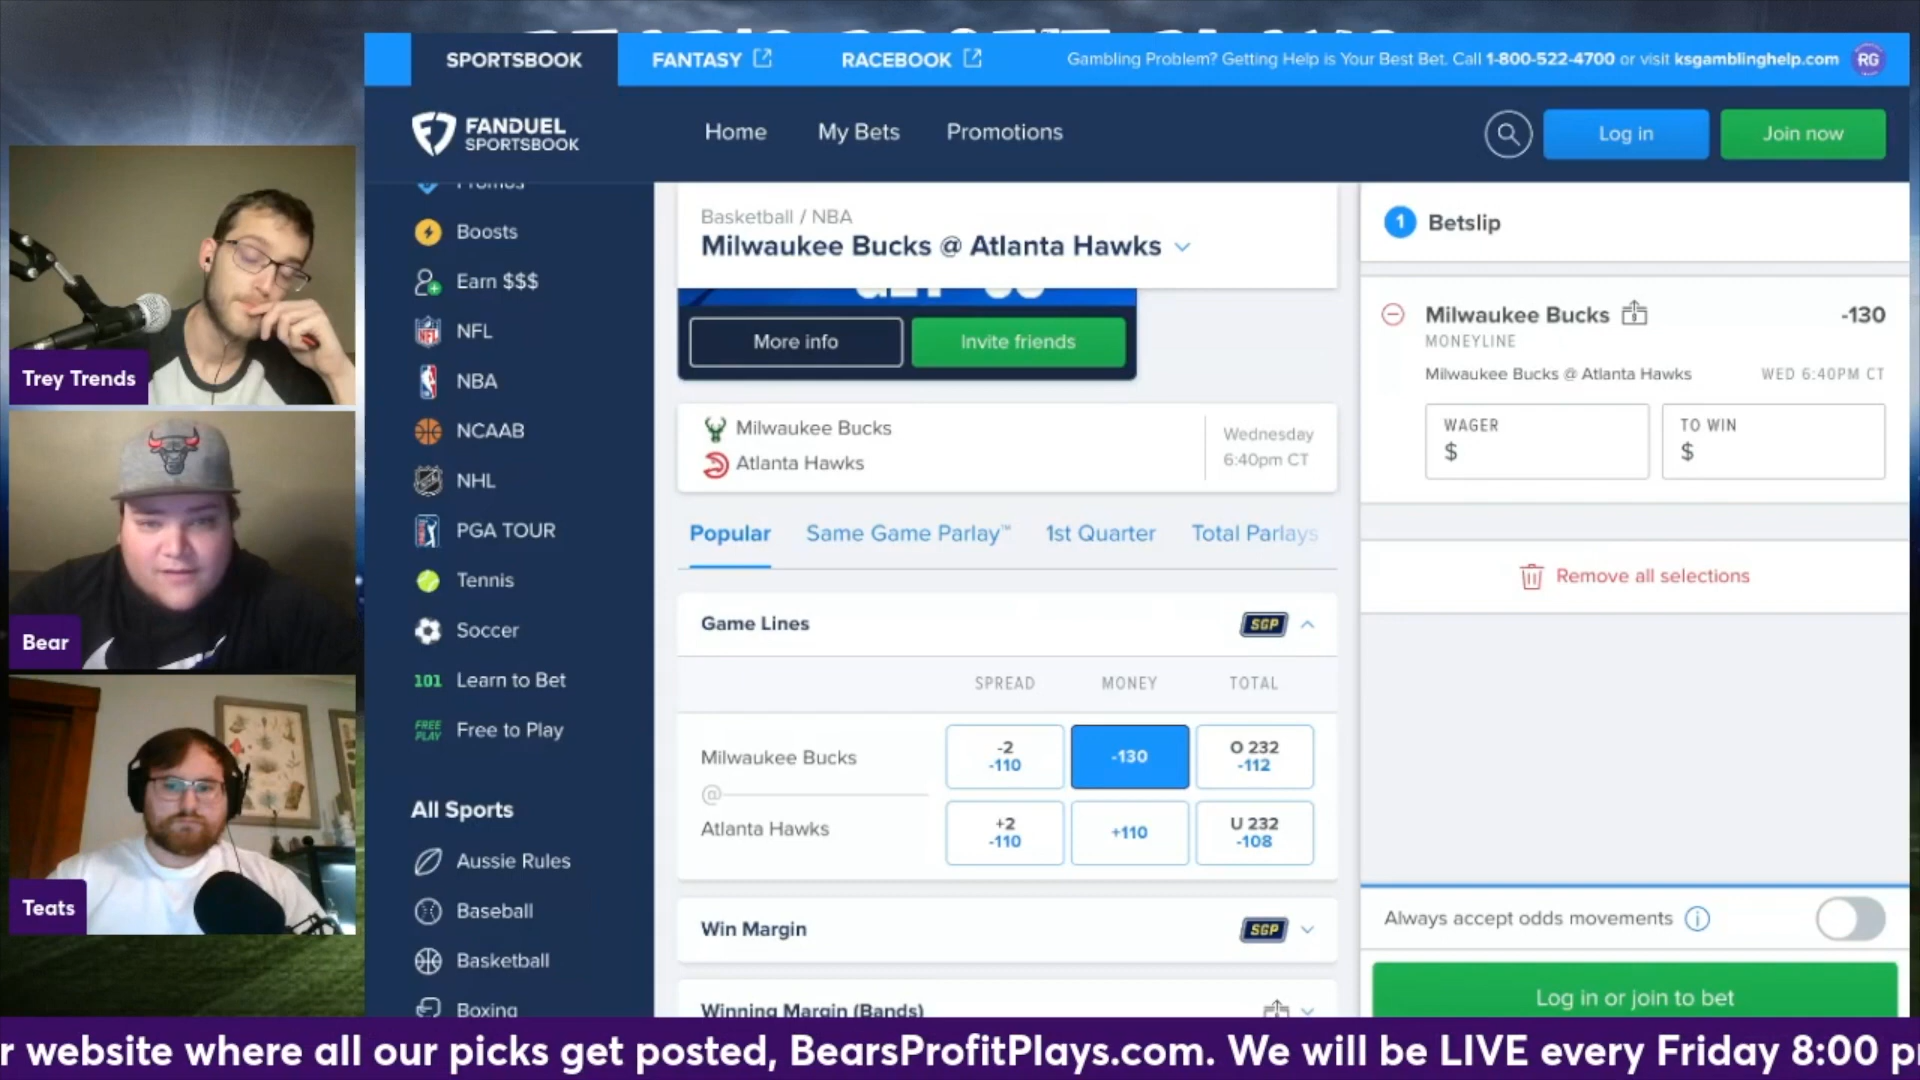 SPORTSBOOK
FANTASY
RACEBOOK
Gambling Problem? Getting Help is Your Best Bet. Call 1-800-522-4700 or visit ksgamblinghelp.com
RG
FANDUEL
SPORTSBOOK
Home
My Bets
Promotions
Log in
Join now
Trey Trends
Bear
Teats
Promos
Boosts
Earn $$$
NFL
NBA
NCAAB
NHL
PGA TOUR
Tennis
Soccer
101 Learn to Bet
FREE PLAY Free to Play
All Sports
Aussie Rules
Baseball
Basketball
Boxing
Basketball / NBA
Milwaukee Bucks @ Atlanta Hawks
More info
Invite friends
Milwaukee Bucks
Atlanta Hawks
Wednesday
6:40pm CT
Popular
Same Game Parlay™
1st Quarter
Total Parlays
Game Lines
SGP
SPREAD
MONEY
TOTAL
Milwaukee Bucks
-2
-110
-130
O 232
-112
@
Atlanta Hawks
+2
-110
+110
U 232
-108
Win Margin
SGP
Winning Margin (Bands)
1 Betslip
Milwaukee Bucks
-130
MONEYLINE
Milwaukee Bucks @ Atlanta Hawks
WED 6:40PM CT
WAGER
$
TO WIN
$
Remove all selections
Always accept odds movements
Log in or join to bet
r website where all our picks get posted, BearsProfitPlays.com. We will be LIVE every Friday 8:00 p